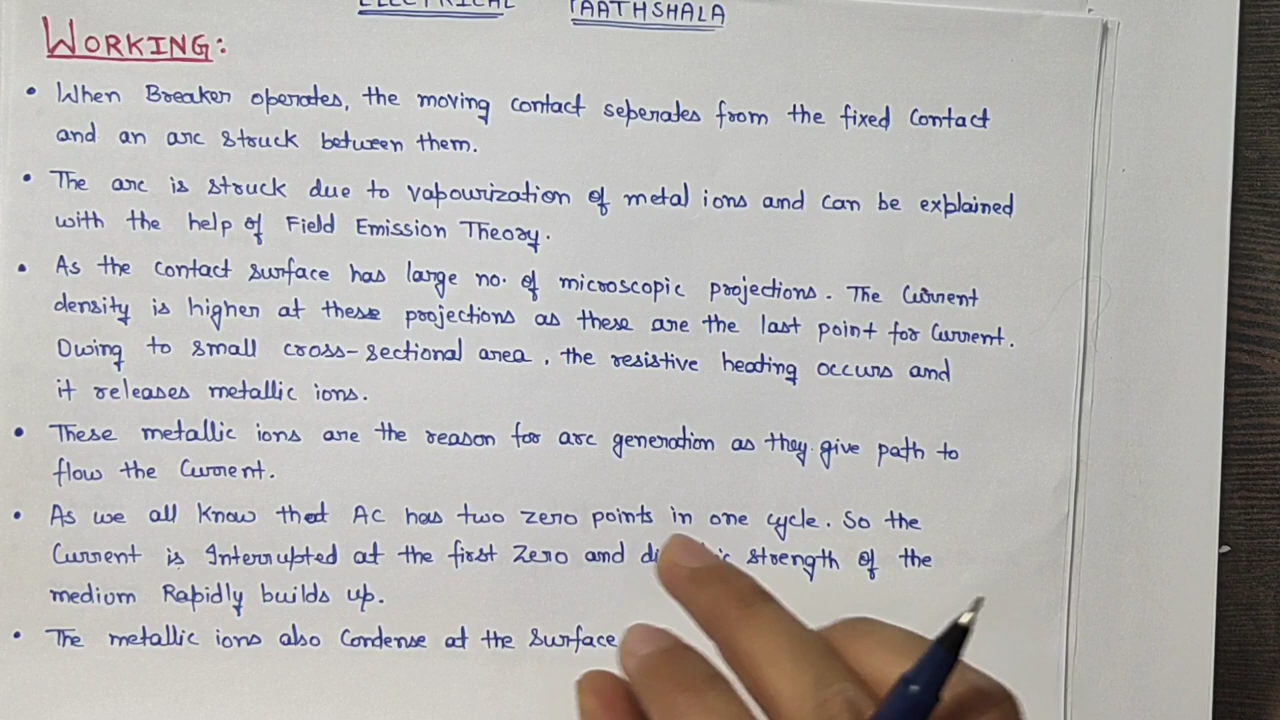 ELECTRICAL PAATHSHALA
WORKING:
• When Breaker operates, the moving contact seperates from the fixed contact
and an arc struck between them.
• The arc is struck due to vapourization of metal ions and can be explained
with the help of Field Emission Theory.
• As the contact surface has large no. of microscopic projections. The current
density is higher at these projections as these are the last point for current.
Owing to small cross-sectional area, the resistive heating occurs and
it releases metallic ions.
• These metallic ions are the reason for arc generation as they give path to
flow the current.
• As we all know that AC has two zero points in one cycle. So the
current is Interrupted at the first zero and strength of the
medium Rapidly builds up.
• The metallic ions also condense at the surface